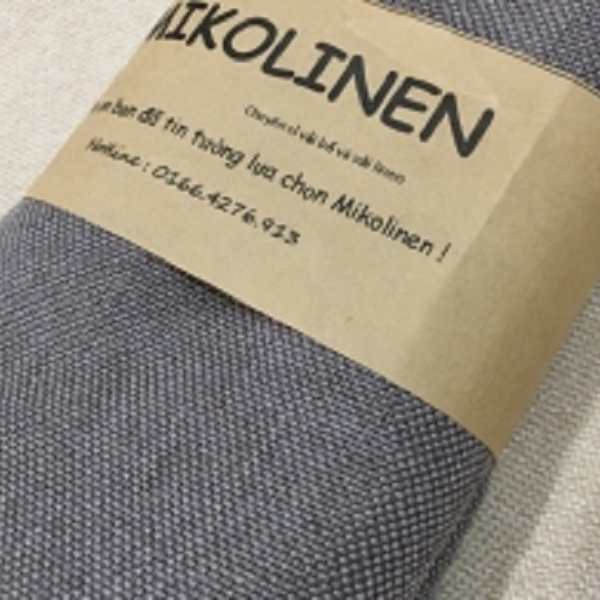 MIKOLINEN
Chuyên sỉ vải bố và vải linen
ơn bạn đã tin tưởng lựa chọn Mikolinen !
Hotline : 0166.4276.913